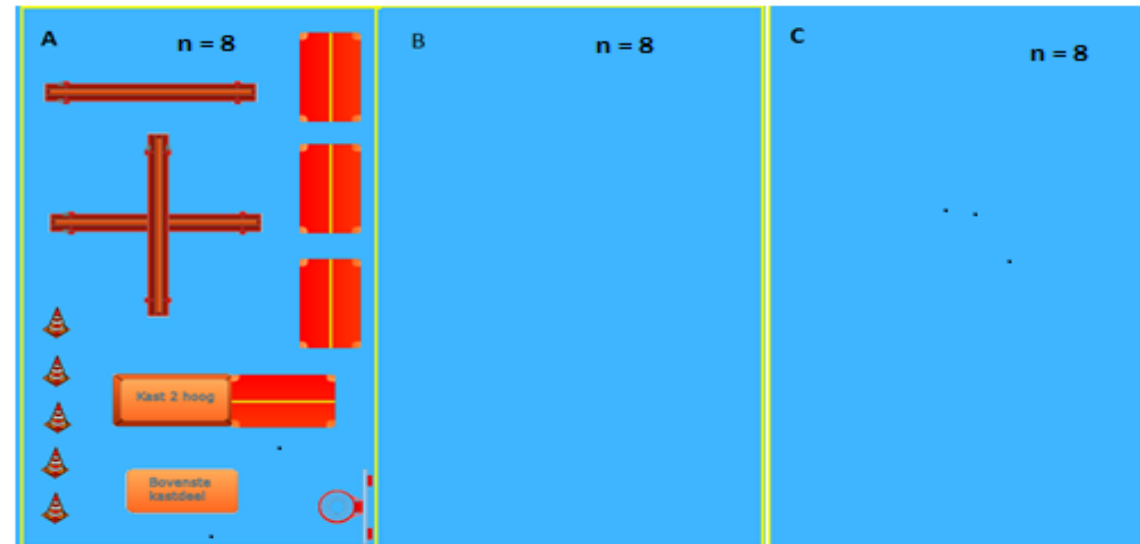 A
n = 8
B
n = 8
C
n = 8
Kast 2 hoog
Bovenste
kastdeel